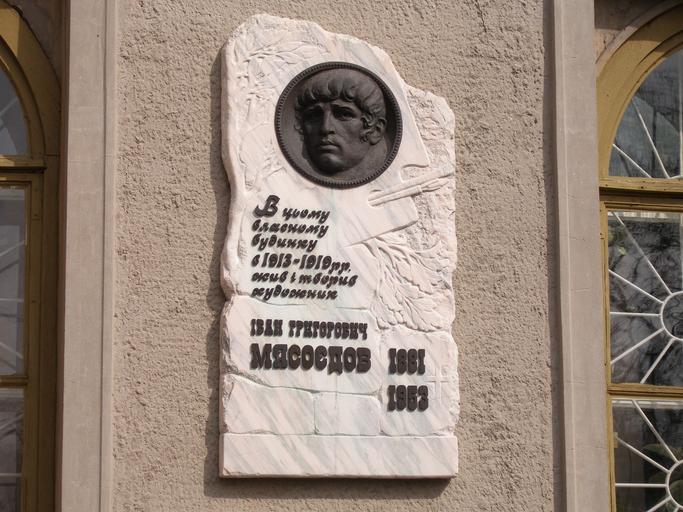 В цьому
власному
будинку
в 1913-1919 рр.
жив і творив
художник
ІВАН ГРИГОРОВИЧ
МЯСОЄДОВ 1881
1953